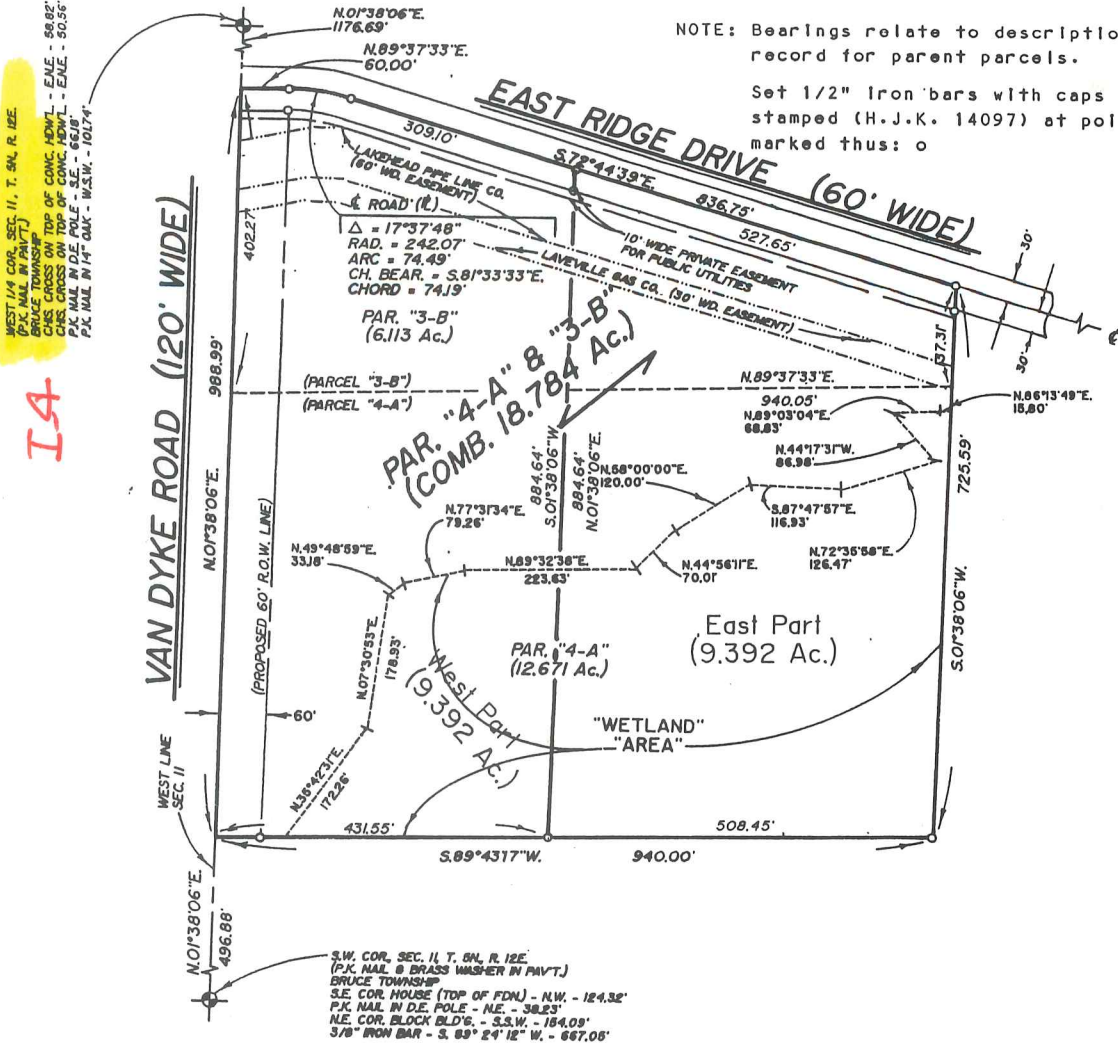 WEST 1/4 COR., SEC. 11, T. 5N., R. 12E.
(P.K. NAIL IN PAV'T.)
BRUCE TOWNSHIP
CHIS. CROSS ON TOP OF CONC. HDW'L. - E.N.E. - 58.82'
CHIS. CROSS ON TOP OF CONC. HDW'L. - E.N.E. - 50.56'
P.K. NAIL IN D.E. POLE - S.E. - 66.18'
P.K. NAIL IN 14" OAK - W.S.W. - 101.74'
N.01°38'06"E.
1176.69'
N.89°37'33"E.
60.00'
NOTE: Bearings relate to descriptio
record for parent parcels.
Set 1/2" iron bars with caps
stamped (H.J.K. 14097) at poi
marked thus: o
EAST RIDGE DRIVE (60' WIDE)
309.10'
S.72°44'39"E.
836.75'
527.65'
LAKEHEAD PIPE LINE CO.
(60' WD. EASEMENT)
10' WIDE PRIVATE EASEMENT
FOR PUBLIC UTILITIES
LAVEVILLE GAS CO. (30' WD. EASEMENT)
30'
30'
37.31'
℄ ROAD (℄)
Δ = 17°37'48"
RAD. = 242.07'
ARC = 74.49'
CH. BEAR. = S.81°33'33"E.
CHORD = 74.19'
PAR. "3-B"
(6.113 Ac.)
402.27'
988.99'
N.01°38'06"E.
VAN DYKE ROAD (120' WIDE)
IA
(PARCEL "3-B")
(PARCEL "4-A")
PAR. "4-A" & "3-B"
(COMB. 18.784 Ac.)
N.89°37'33"E.
940.05'
N.86°13'49"E.
15.80'
N.89°03'04"E.
68.83'
N.44°17'31"W.
86.98'
725.59'
S.01°38'06"W.
884.64'
S.01°38'06"W
884.64'
N.01°38'06"E.
N.58°00'00"E.
120.00'
S.87°47'57"E.
116.93'
N.72°35'58"E.
126.47'
N.77°31'34"E.
79.26'
N.49°48'59"E.
33.18'
N.89°32'38"E.
223.63'
N.44°56'11"E.
70.01'
(PROPOSED 60' R.O.W. LINE)
N.07°30'53"E.
178.93'
East Part
(9.392 Ac.)
PAR. "4-A"
(12.671 Ac.)
West Part
(9.392 Ac.)
60'
"WETLAND"
"AREA"
N.35°42'31"E.
172.26'
WEST LINE
SEC. 11
431.55'
508.45'
S.89°43'17"W.
940.00'
N.01°38'06"E.
496.88'
S.W. COR., SEC. 11, T. 5N., R. 12E.
(P.K. NAIL & BRASS WASHER IN PAV'T.)
BRUCE TOWNSHIP
S.E. COR. HOUSE (TOP OF FDN.) - N.W. - 124.32'
P.K. NAIL IN D.E. POLE - N.E. - 38.23'
N.E. COR. BLOCK BLD'G. - S.S.W. - 154.09'
5/8" IRON BAR - S. 89° 24' 12" W. - 667.05'